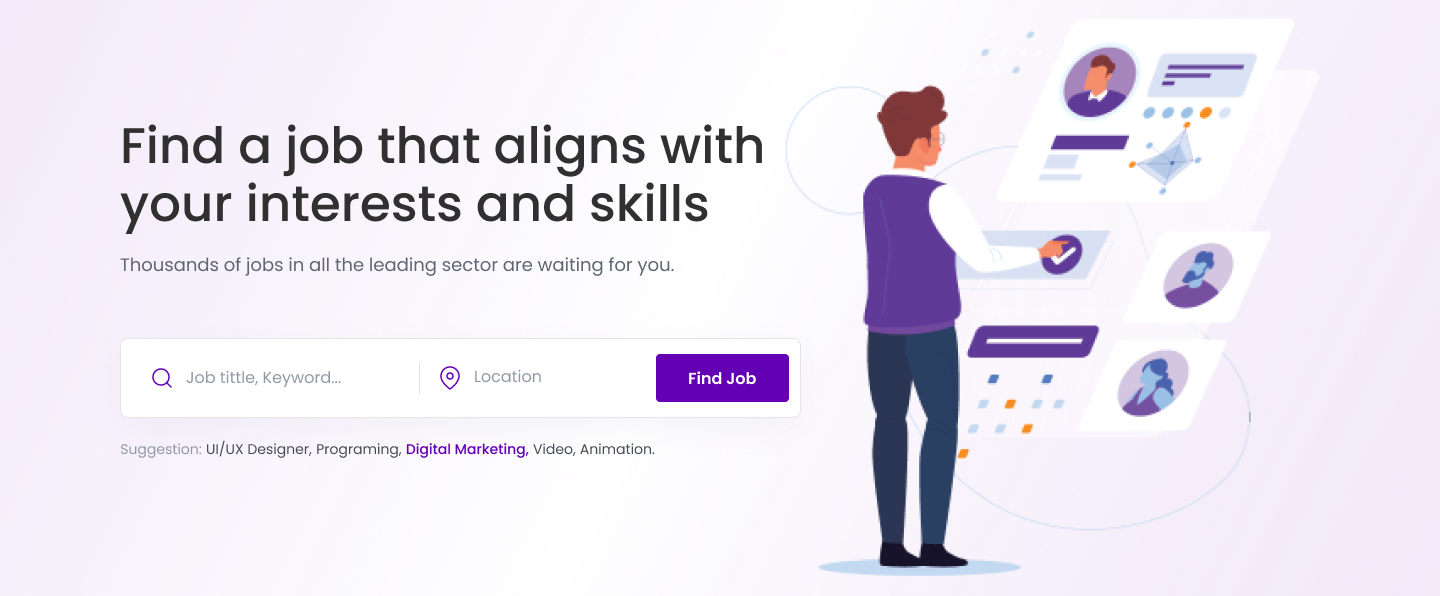 Find a job that aligns with
your interests and skills
Thousands of jobs in all the leading sector are waiting for you.
Job tittle, Keyword...
Location
Find Job
Suggestion: UI/UX Designer, Programing, Digital Marketing, Video, Animation.